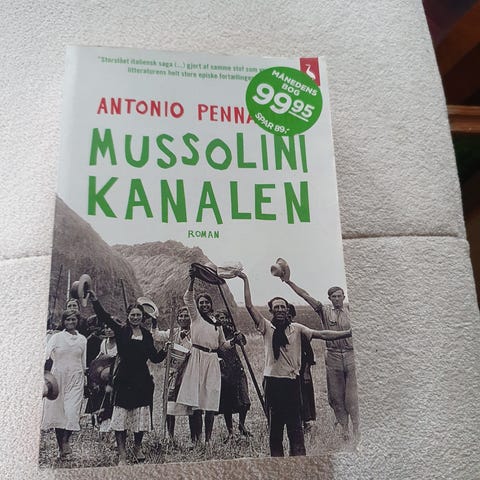 "Storslået italiensk saga (...) gjort af samme stof som
litteraturens helt store episke fortællinger
ANTONIO PENNA
MÅNEDENS
BOG
99.95
SPAR 89,-
MUSSOLINI
KANALEN
ROMAN